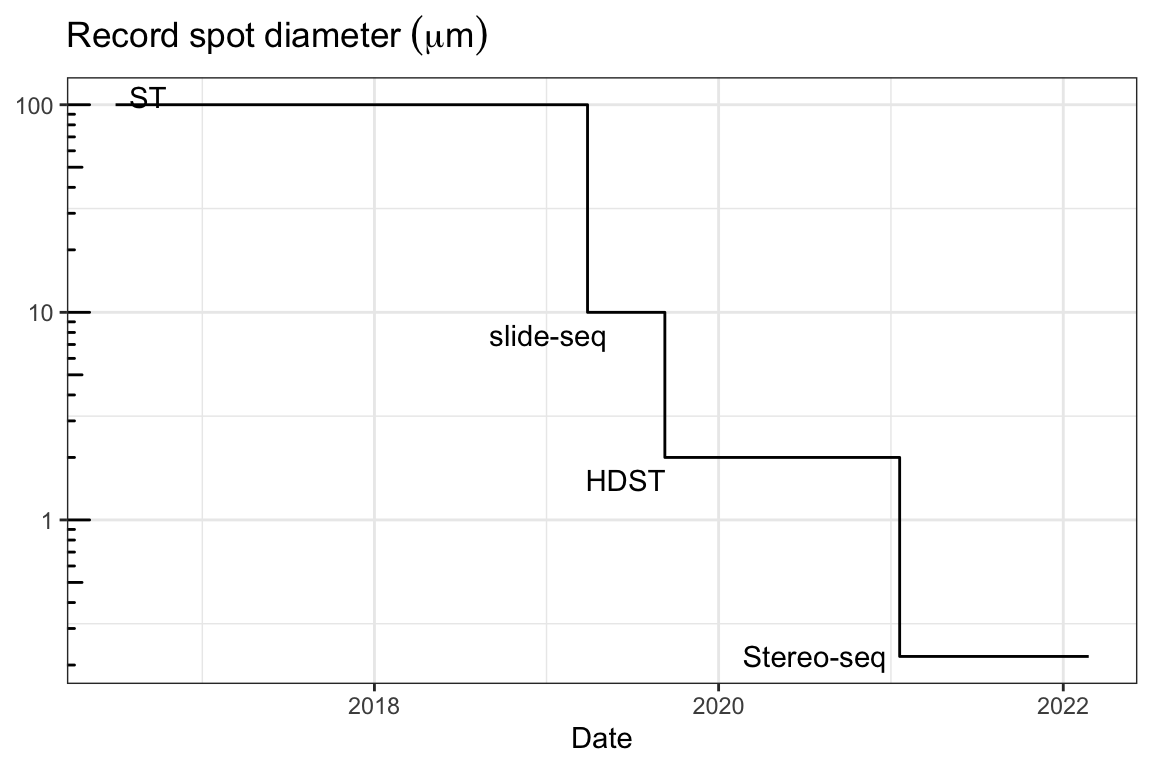 Record spot diameter (μm)
100
ST
10
slide-seq
HDST
1
Stereo-seq
2018 2020 2022
Date